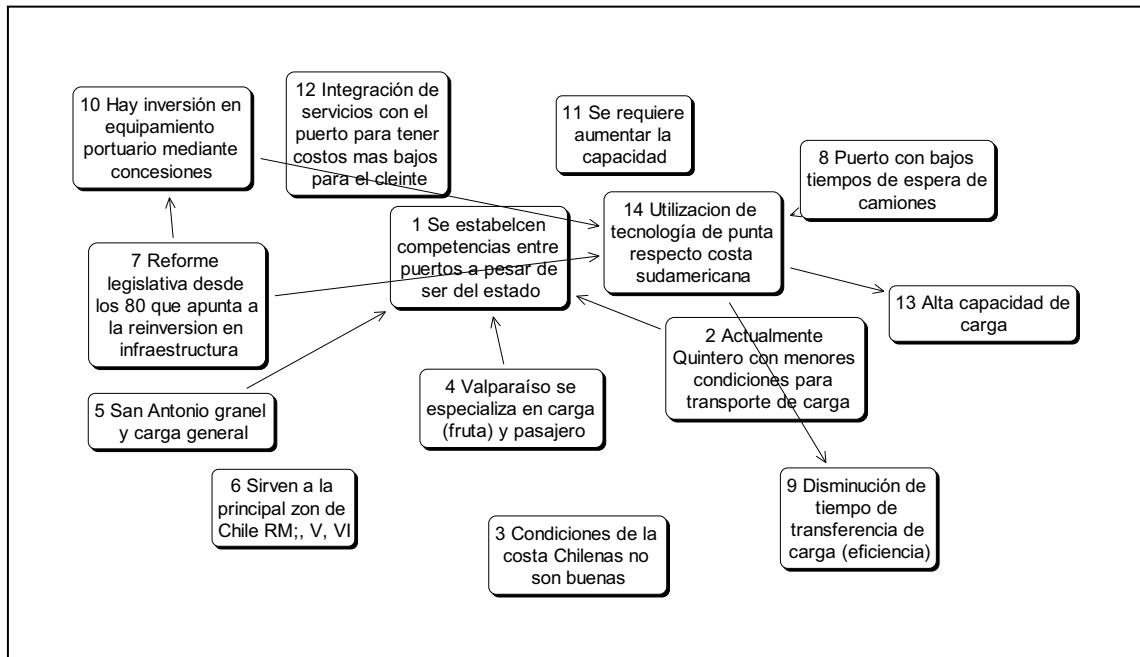 10 Hay inversión en
equipamiento
portuario mediante
concesiones
12 Integración de
servicios con el
puerto para tener
costos mas bajos
para el cleinte
11 Se requiere
aumentar la
capacidad
8 Puerto con bajos
tiempos de espera de
camiones
7 Reforme
legislativa desde
los 80 que apunta a
la reinversion en
infraestructura
1 Se estabelcen
competencias entre
puertos a pesar de
ser del estado
14 Utilizacion de
tecnología de punta
respecto costa
sudamericana
13 Alta capacidad de
carga
2 Actualmente
Quintero con menores
condiciones para
transporte de carga
5 San Antonio granel
y carga general
4 Valparaíso se
especializa en carga
(fruta) y pasajero
6 Sirven a la
principal zon de
Chile RM;, V, VI
3 Condiciones de la
costa Chilenas no
son buenas
9 Disminución de
tiempo de
transferencia de
carga (eficiencia)